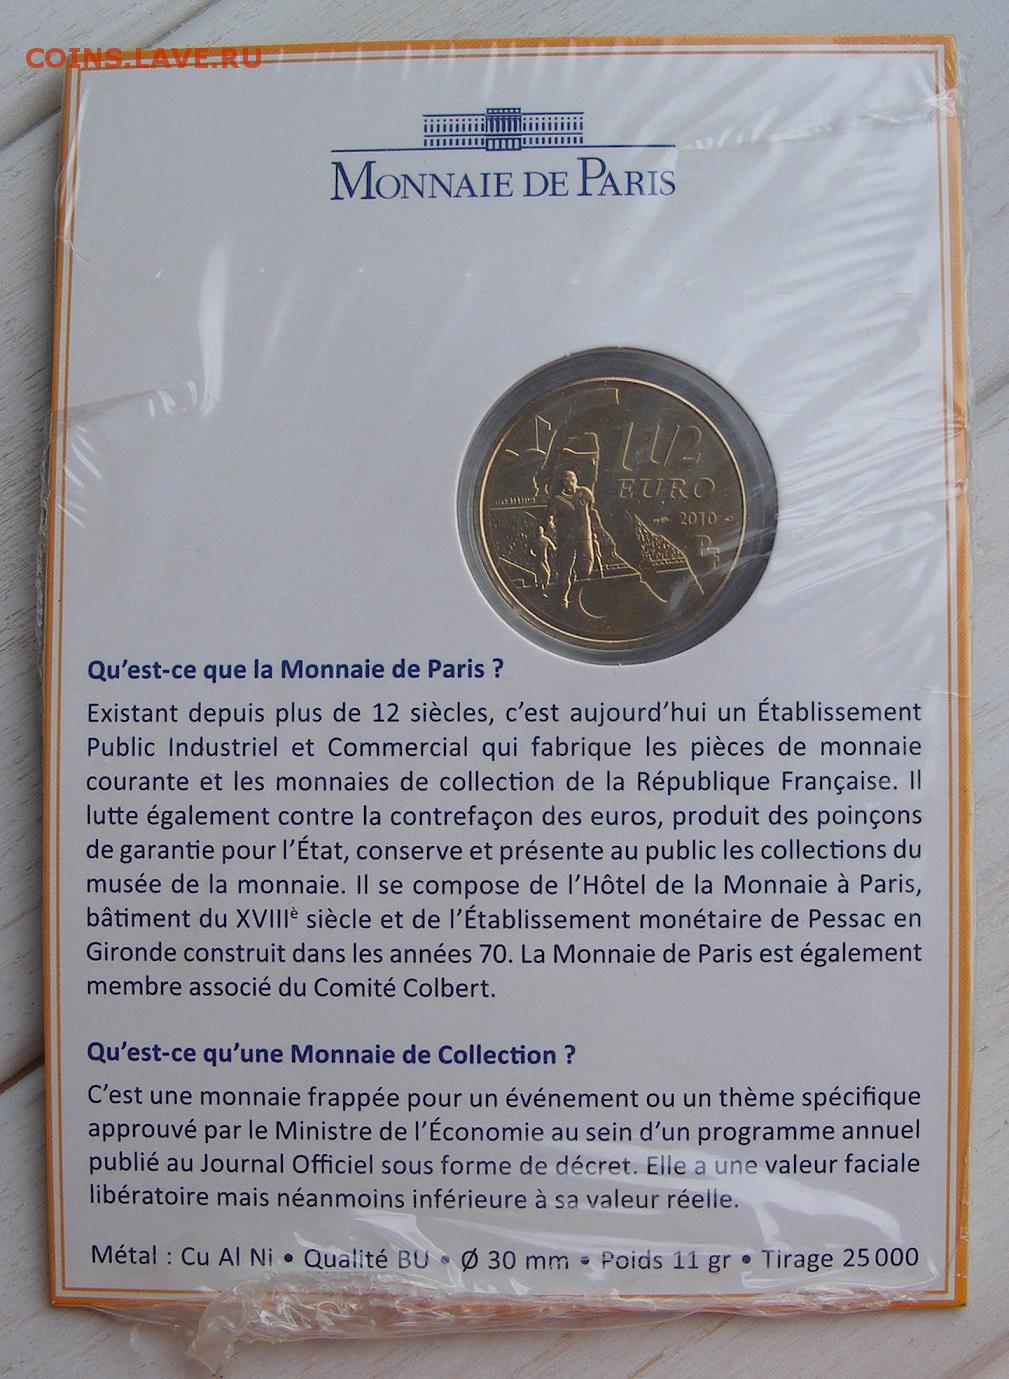 COINS.LAVE.RU
MONNAIE DE PARIS
1 1/2
EURO
2010
Qu’est-ce que la Monnaie de Paris ?
Existant depuis plus de 12 siècles, c’est aujourd’hui un Établissement
Public Industriel et Commercial qui fabrique les pièces de monnaie
courante et les monnaies de collection de la République Française. Il
lutte également contre la contrefaçon des euros, produit des poinçons
de garantie pour l’État, conserve et présente au public les collections du
musée de la monnaie. Il se compose de l’Hôtel de la Monnaie à Paris,
bâtiment du XVIIIè siècle et de l’Établissement monétaire de Pessac en
Gironde construit dans les années 70. La Monnaie de Paris est également
membre associé du Comité Colbert.
Qu’est-ce qu’une Monnaie de Collection ?
C’est une monnaie frappée pour un événement ou un thème spécifique
approuvé par le Ministre de l’Économie au sein d’un programme annuel
publié au Journal Officiel sous forme de décret. Elle a une valeur faciale
libératoire mais néanmoins inférieure à sa valeur réelle.
Métal : Cu Al Ni • Qualité BU • Ø 30 mm • Poids 11 gr • Tirage 25 000